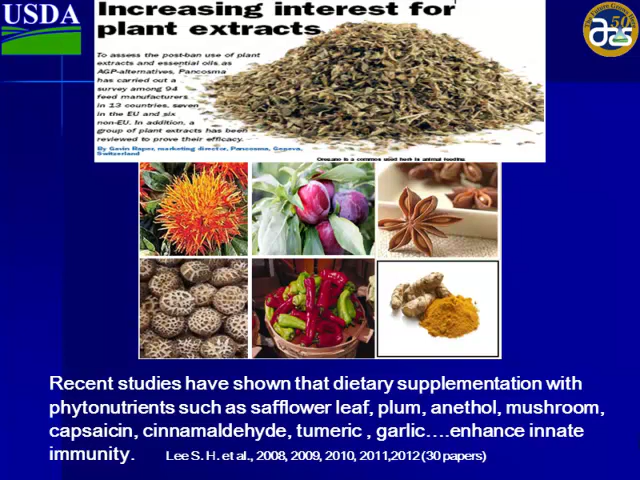 USDA
Increasing interest for
plant extracts
50
To assess the post-ban use of plant
extracts and essential oils as
AGP-alternatives, Pancosma
has carried out a
survey among 94
feed manufacturers
in 13 countries, seven
in the EU and six
non-EU. In addition, a
group of plant extracts has been
reviewed to prove their efficacy.
By Gavin Raper, marketing director, Pancosma, Geneva,
Switzerland
Oregano is a common used herb in animal feeding.
Recent studies have shown that dietary supplementation with
phytonutrients such as safflower leaf, plum, anethol, mushroom,
capsaicin, cinnamaldehyde, tumeric , garlic….enhance innate
immunity. Lee S. H. et al., 2008, 2009, 2010, 2011,2012 (30 papers)